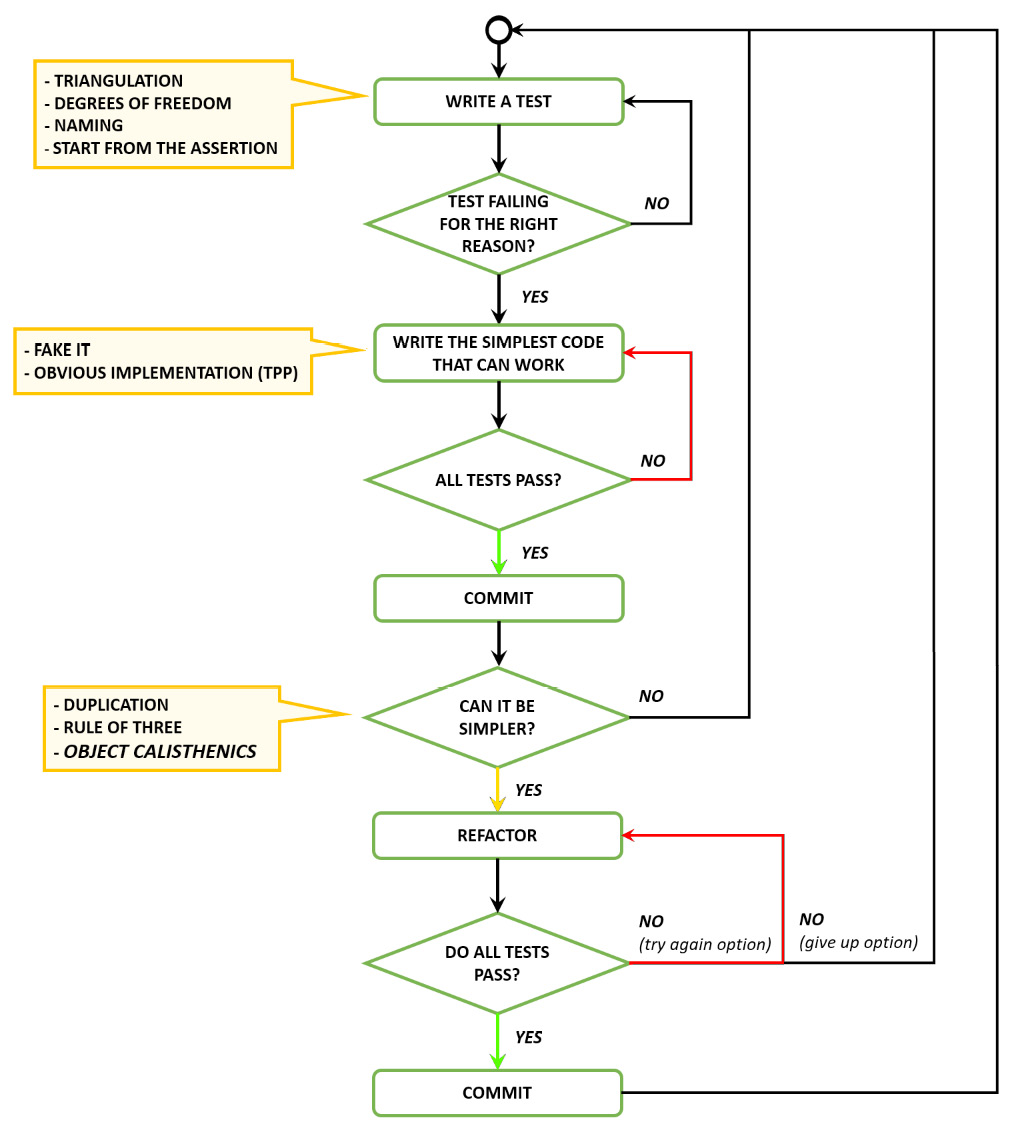 - TRIANGULATION
- DEGREES OF FREEDOM
- NAMING
- START FROM THE ASSERTION
WRITE A TEST
TEST FAILING
FOR THE RIGHT
REASON?
NO
YES
- FAKE IT
- OBVIOUS IMPLEMENTATION (TPP)
WRITE THE SIMPLEST CODE
THAT CAN WORK
ALL TESTS PASS?
NO
YES
COMMIT
- DUPLICATION
- RULE OF THREE
- OBJECT CALISTHENICS
CAN IT BE
SIMPLER?
NO
YES
REFACTOR
DO ALL TESTS
PASS?
NO
(try again option)
NO
(give up option)
YES
COMMIT